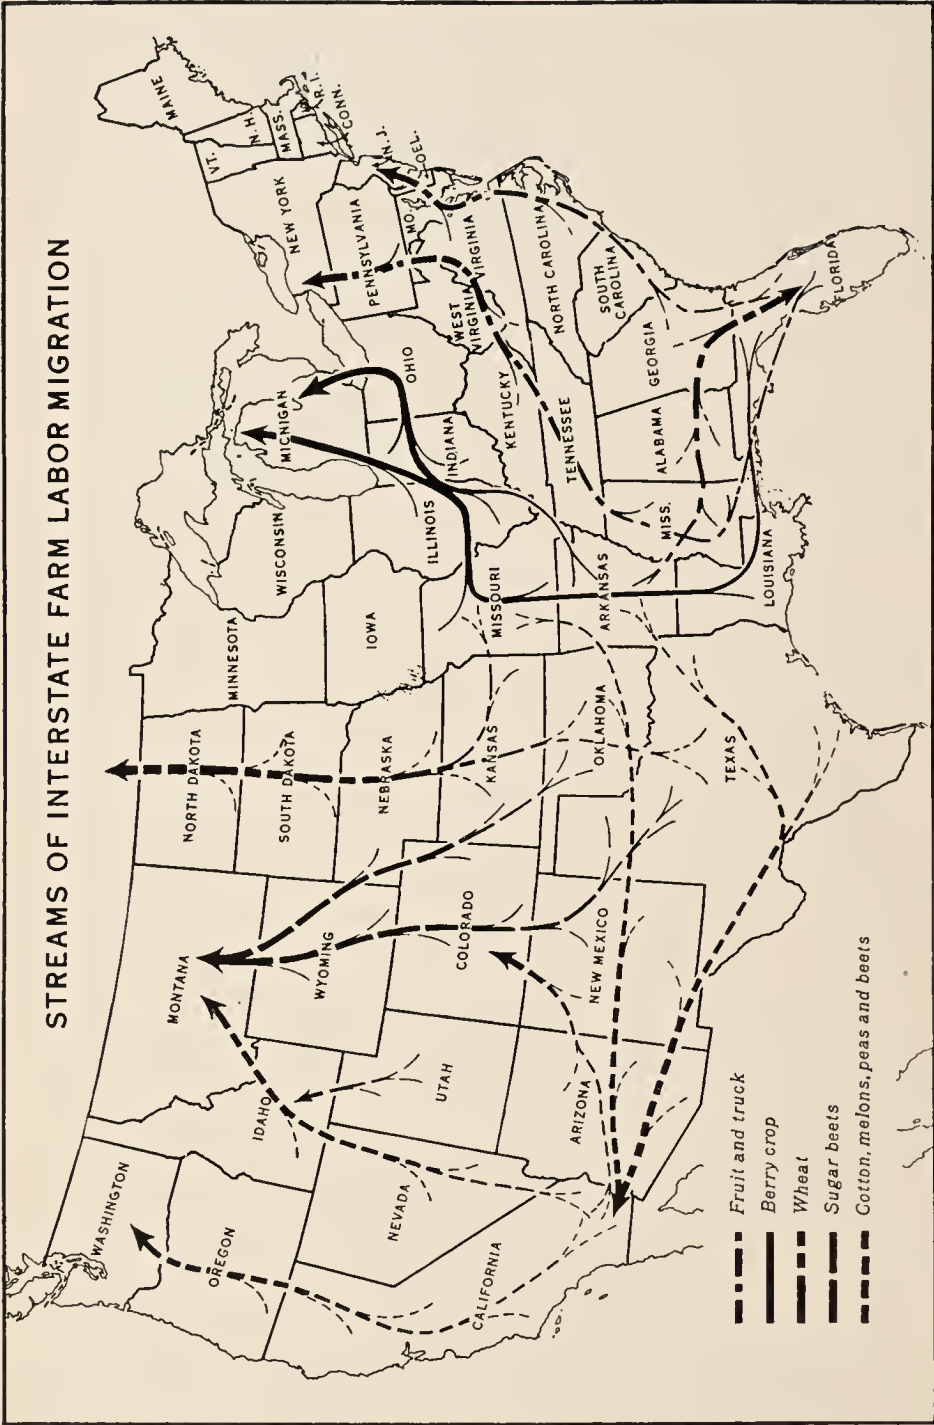 STREAMS OF INTERSTATE FARM LABOR MIGRATION
WASHINGTON
OREGON
CALIFORNIA
NEVADA
IDAHO
MONTANA
WYOMING
UTAH
COLORADO
ARIZONA
NEW MEXICO
NORTH DAKOTA
SOUTH DAKOTA
NEBRASKA
KANSAS
OKLAHOMA
TEXAS
MINNESOTA
IOWA
MISSOURI
ARKANSAS
LOUISIANA
WISCONSIN
ILLINOIS
MICHIGAN
INDIANA
OHIO
KENTUCKY
TENNESSEE
MISS.
ALABAMA
GEORGIA
FLORIDA
SOUTH
CAROLINA
NORTH CAROLINA
VIRGINIA
WEST
VIRGINIA
PENNSYLVANIA
NEW YORK
MD.
DEL.
N.J.
CONN.
R.I.
MASS.
VT.
N.H.
MAINE
Fruit and truck
Berry crop
Wheat
Sugar beets
Cotton, melons, peas and beets